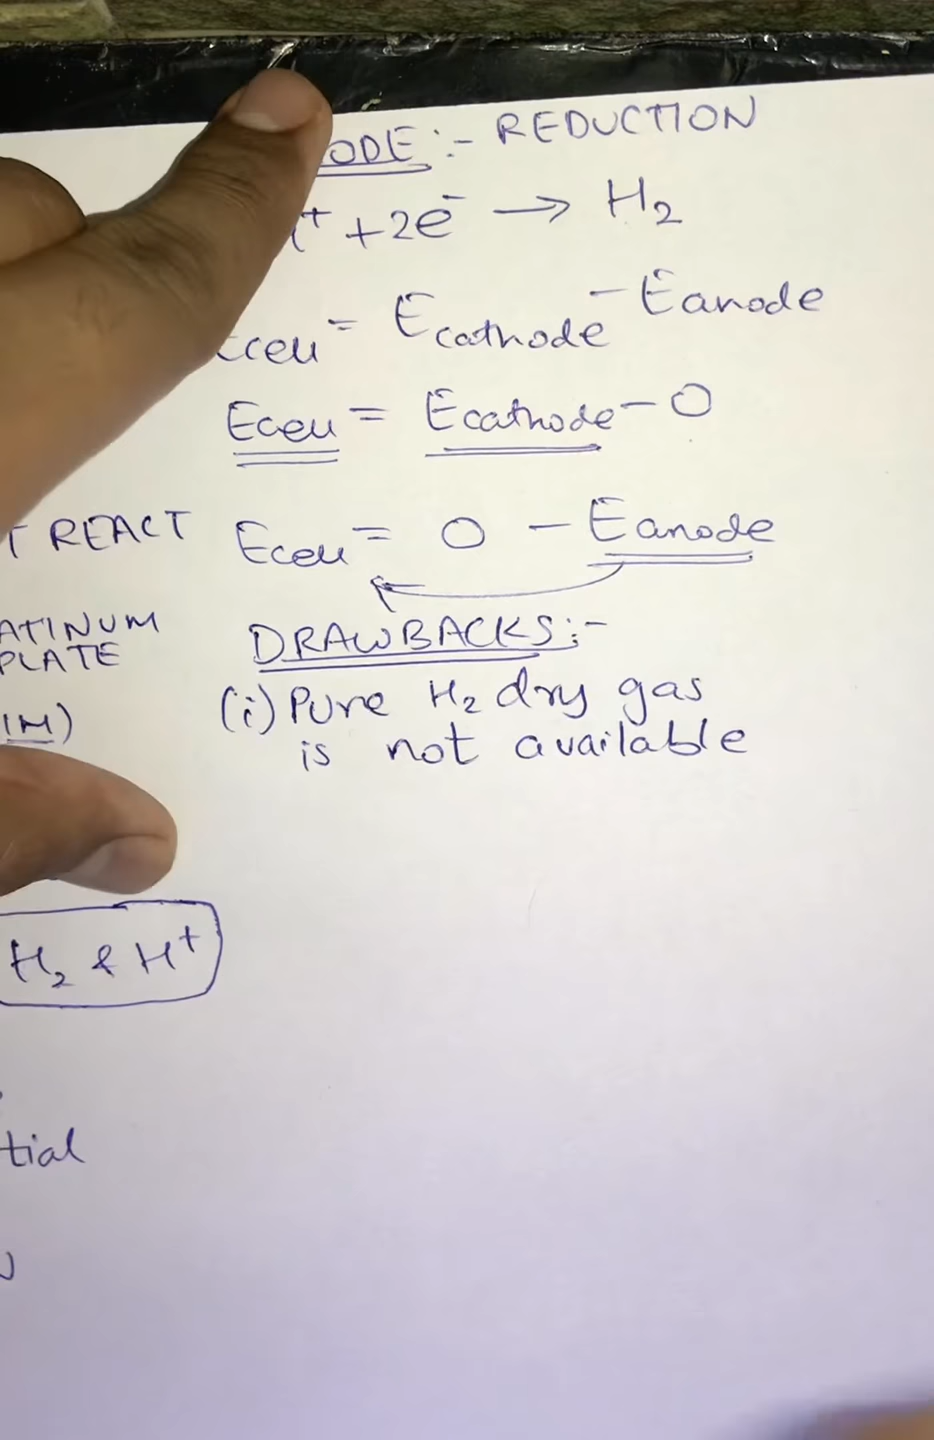 ODE :- REDUCTION
+ +2e⁻ → H₂
Ecell = Ecathode - Eanode
Ecell = Ecathode - 0
T REACT
Ecell = 0 - Eanode
ATINUM
PLATE
(1M)
DRAWBACKS :-
(i) Pure H₂ dry gas
is not available
H₂ & H⁺
tial